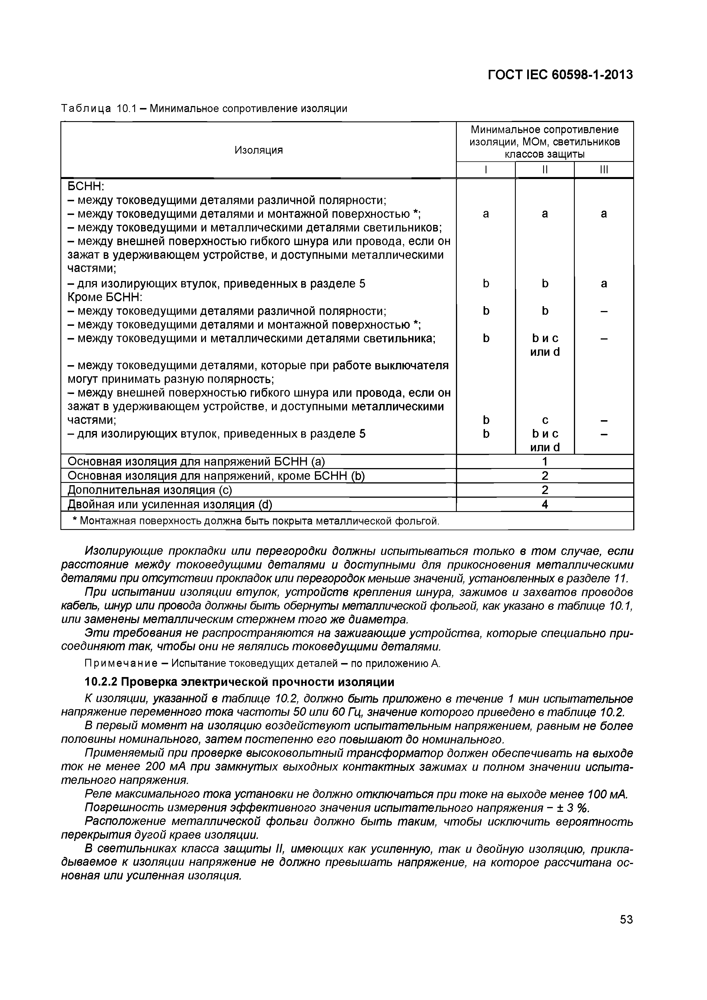 ГОСТ IEC 60598-1-2013
Таблица 10.1 – Минимальное сопротивление изоляции
Изоляция
Минимальное сопротивление
изоляции, МОм, светильников
классов защиты
I II III
БСНН:
– между токоведущими деталями различной полярности;
– между токоведущими деталями и монтажной поверхностью *; a a a
– между токоведущими и металлическими деталями светильников;
– между внешней поверхностью гибкого шнура или провода, если он
зажат в удерживающем устройстве, и доступными металлическими
частями;
– для изолирующих втулок, приведенных в разделе 5 b b a
Кроме БСНН:
– между токоведущими деталями различной полярности; b b –
– между токоведущими деталями и монтажной поверхностью *;
– между токоведущими и металлическими деталями светильника; b b и c –
или d
– между токоведущими деталями, которые при работе выключателя
могут принимать разную полярность;
– между внешней поверхностью гибкого шнура или провода, если он
зажат в удерживающем устройстве, и доступными металлическими
частями; b c –
– для изолирующих втулок, приведенных в разделе 5 b b и c –
или d
Основная изоляция для напряжений БСНН (a) 1
Основная изоляция для напряжений, кроме БСНН (b) 2
Дополнительная изоляция (c) 2
Двойная или усиленная изоляция (d) 4
* Монтажная поверхность должна быть покрыта металлической фольгой.
Изолирующие прокладки или перегородки должны испытываться только в том случае, если
расстояние между токоведущими деталями и доступными для прикосновения металлическими
деталями при отсутствии прокладок или перегородок меньше значений, установленных в разделе 11.
При испытании изоляции втулок, устройств крепления шнура, зажимов и захватов проводов
кабель, шнур или провода должны быть обернуты металлической фольгой, как указано в таблице 10.1,
или заменены металлическим стержнем того же диаметра.
Эти требования не распространяются на зажигающие устройства, которые специально при-
соединяют так, чтобы они не являлись токоведущими деталями.
Примечание – Испытание токоведущих деталей – по приложению А.
10.2.2 Проверка электрической прочности изоляции
К изоляции, указанной в таблице 10.2, должно быть приложено в течение 1 мин испытательное
напряжение переменного тока частоты 50 или 60 Гц, значение которого приведено в таблице 10.2.
В первый момент на изоляцию воздействуют испытательным напряжением, равным не более
половины номинального, затем постепенно его повышают до номинального.
Применяемый при проверке высоковольтный трансформатор должен обеспечивать на выходе
ток не менее 200 мА при замкнутых выходных контактных зажимах и полном значении испыта-
тельного напряжения.
Реле максимального тока установки не должно отключаться при токе на выходе менее 100 мА.
Погрешность измерения эффективного значения испытательного напряжения - ± 3 %.
Расположение металлической фольги должно быть таким, чтобы исключить вероятность
перекрытия дугой краев изоляции.
В светильниках класса защиты II, имеющих как усиленную, так и двойную изоляцию, прикла-
дываемое к изоляции напряжение не должно превышать напряжение, на которое рассчитана ос-
новная или усиленная изоляция.
53